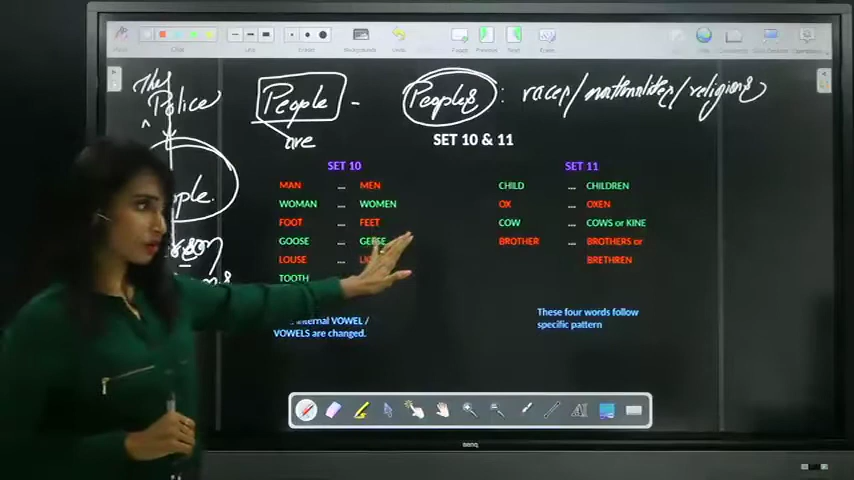 The
Police
People -
Peoples : races/nationalities/religions
are
SET 10 & 11
SET 10
SET 11
MAN ... MEN
WOMAN ... WOMEN
FOOT ... FEET
GOOSE ... GEESE
LOUSE ...
TOOTH
internal VOWEL /
VOWELS are changed.
CHILD ... CHILDREN
OX ... OXEN
COW ... COWS or KINE
BROTHER ... BROTHERS or
BRETHREN
These four words follow
specific pattern
Background
BenQ